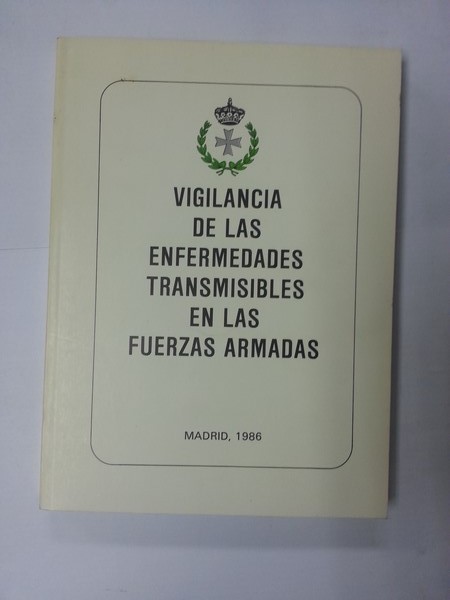 VIGILANCIA
DE LAS
ENFERMEDADES
TRANSMISIBLES
EN LAS
FUERZAS ARMADAS
MADRID, 1986